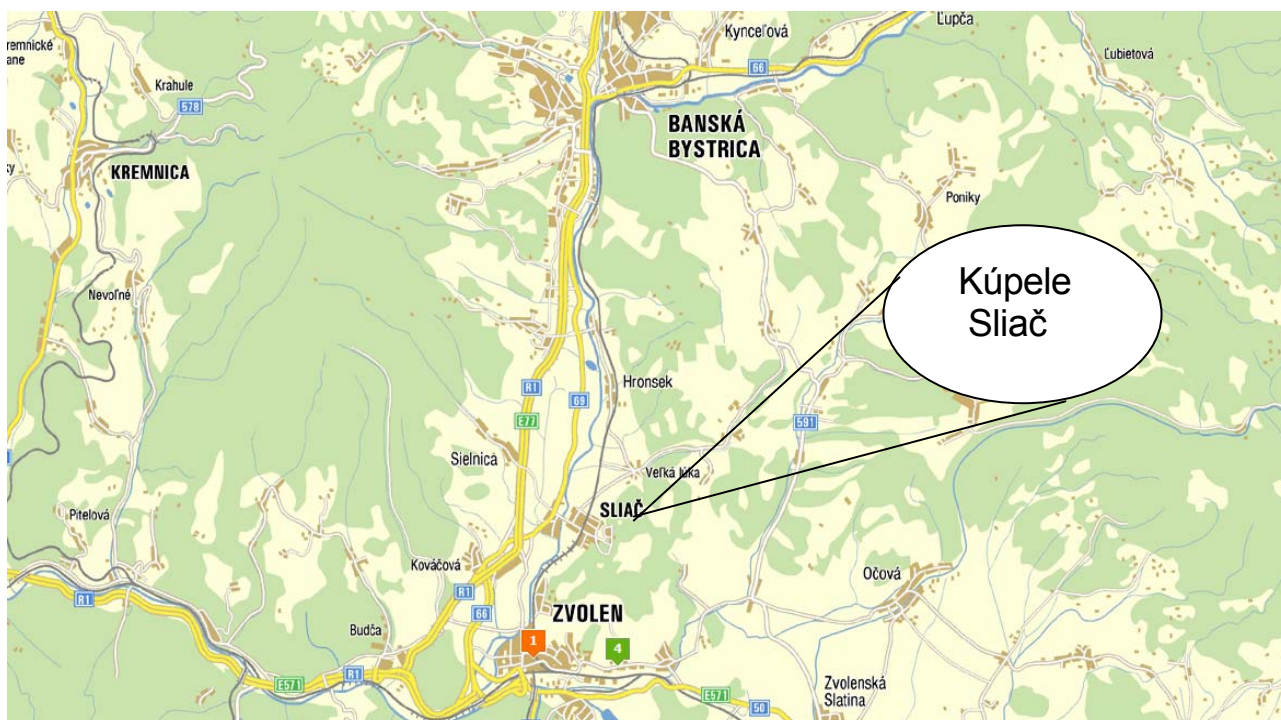 Ľupča
Kynceľová
remnické
ane
66
Ľubietová
Krahule
578
BANSKÁ
BYSTRICA
KREMNICA
Poniky
Kúpele
Sliač
Nevoľné
R1
Hronsek
69
E77
591
Sielnica
Veľká lúka
SLIAČ
Pitelová
Kováčová
Očová
R1
R1
66
ZVOLEN
Budča
1
4
R1
E571
E571
50
Zvolenská
Slatina